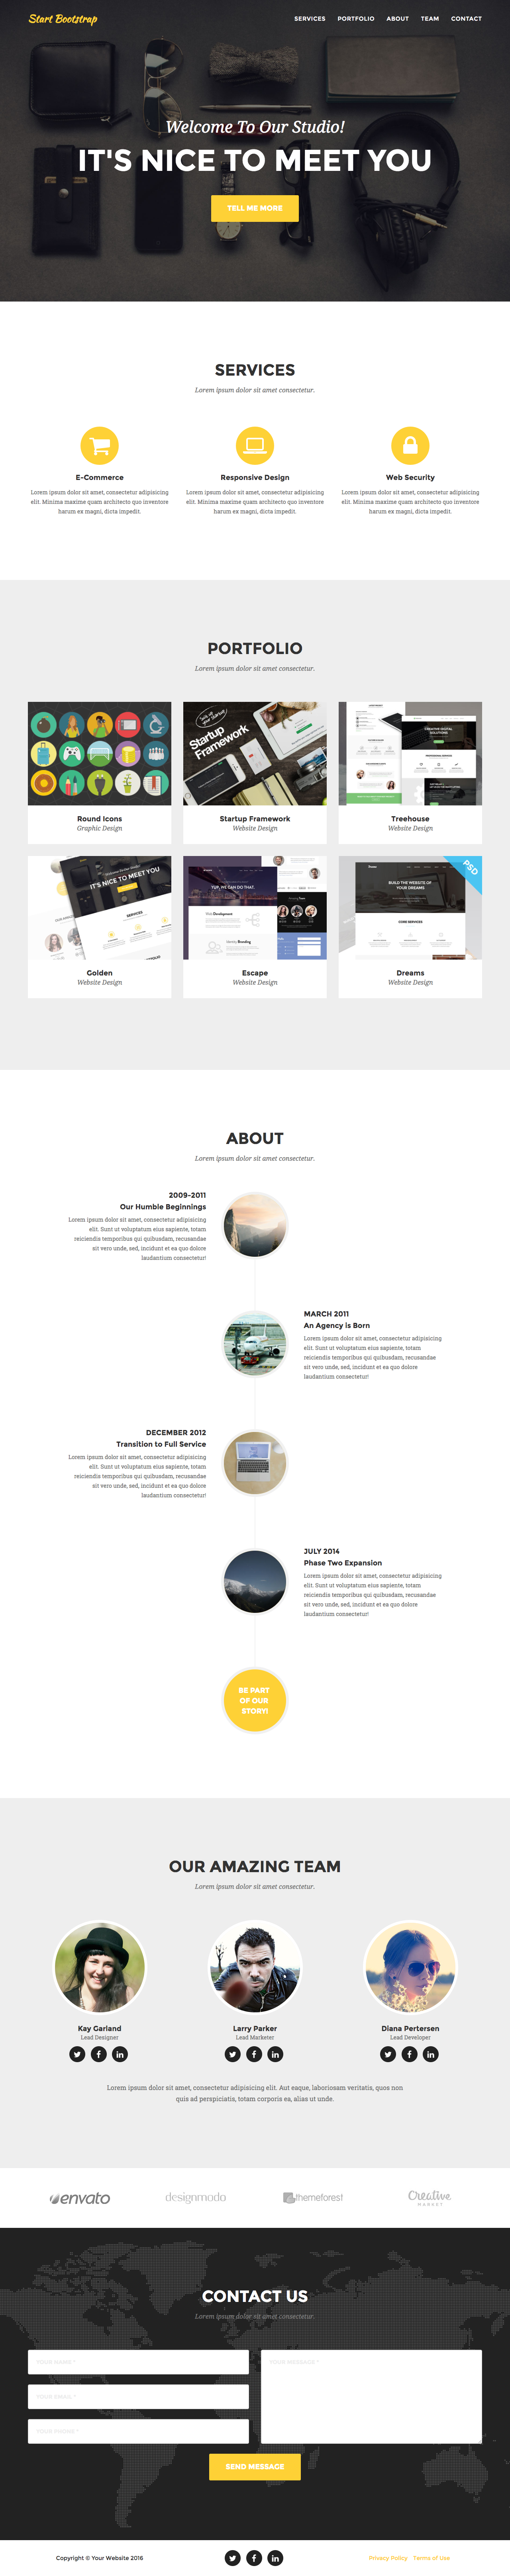 Start Bootstrap
SERVICES PORTFOLIO ABOUT TEAM CONTACT
Welcome To Our Studio!
IT'S NICE TO MEET YOU
TELL ME MORE
SERVICES
Lorem ipsum dolor sit amet consectetur.
E-Commerce
Lorem ipsum dolor sit amet, consectetur adipisicing
elit. Minima maxime quam architecto quo inventore
harum ex magni, dicta impedit.
Responsive Design
Lorem ipsum dolor sit amet, consectetur adipisicing
elit. Minima maxime quam architecto quo inventore
harum ex magni, dicta impedit.
Web Security
Lorem ipsum dolor sit amet, consectetur adipisicing
elit. Minima maxime quam architecto quo inventore
harum ex magni, dicta impedit.
PORTFOLIO
Lorem ipsum dolor sit amet consectetur.
Round Icons
Graphic Design
Startup
Framework
Startup Framework
Website Design
Treehouse
Website Design
IT'S NICE TO MEET YOU
SERVICES
Golden
Website Design
YUP, WE CAN DO THAT.
Web Development
Identity Branding
Escape
Website Design
PSD
BUILD THE WEBSITE OF
YOUR DREAMS
CORE SERVICES
Dreams
Website Design
ABOUT
Lorem ipsum dolor sit amet consectetur.
2009-2011
Our Humble Beginnings
Lorem ipsum dolor sit amet, consectetur adipisicing
elit. Sunt ut voluptatum eius sapiente, totam
reiciendis temporibus qui quibusdam, recusandae
sit vero unde, sed, incidunt et ea quo dolore
laudantium consectetur!
MARCH 2011
An Agency is Born
Lorem ipsum dolor sit amet, consectetur adipisicing
elit. Sunt ut voluptatum eius sapiente, totam
reiciendis temporibus qui quibusdam, recusandae
sit vero unde, sed, incidunt et ea quo dolore
laudantium consectetur!
DECEMBER 2012
Transition to Full Service
Lorem ipsum dolor sit amet, consectetur adipisicing
elit. Sunt ut voluptatum eius sapiente, totam
reiciendis temporibus qui quibusdam, recusandae
sit vero unde, sed, incidunt et ea quo dolore
laudantium consectetur!
JULY 2014
Phase Two Expansion
Lorem ipsum dolor sit amet, consectetur adipisicing
elit. Sunt ut voluptatum eius sapiente, totam
reiciendis temporibus qui quibusdam, recusandae
sit vero unde, sed, incidunt et ea quo dolore
laudantium consectetur!
BE PART
OF OUR
STORY!
OUR AMAZING TEAM
Lorem ipsum dolor sit amet consectetur.
Kay Garland
Lead Designer
Larry Parker
Lead Marketer
Diana Pertersen
Lead Developer
Lorem ipsum dolor sit amet, consectetur adipisicing elit. Aut eaque, laboriosam veritatis, quos non
quis ad perspiciatis, totam corporis ea, alias ut unde.
envato
designmodo
themeforest
Creative
MARKET
CONTACT US
Lorem ipsum dolor sit amet consectetur.
YOUR NAME *
YOUR EMAIL *
YOUR PHONE *
YOUR MESSAGE *
SEND MESSAGE
Copyright © Your Website 2016
Privacy Policy Terms of Use